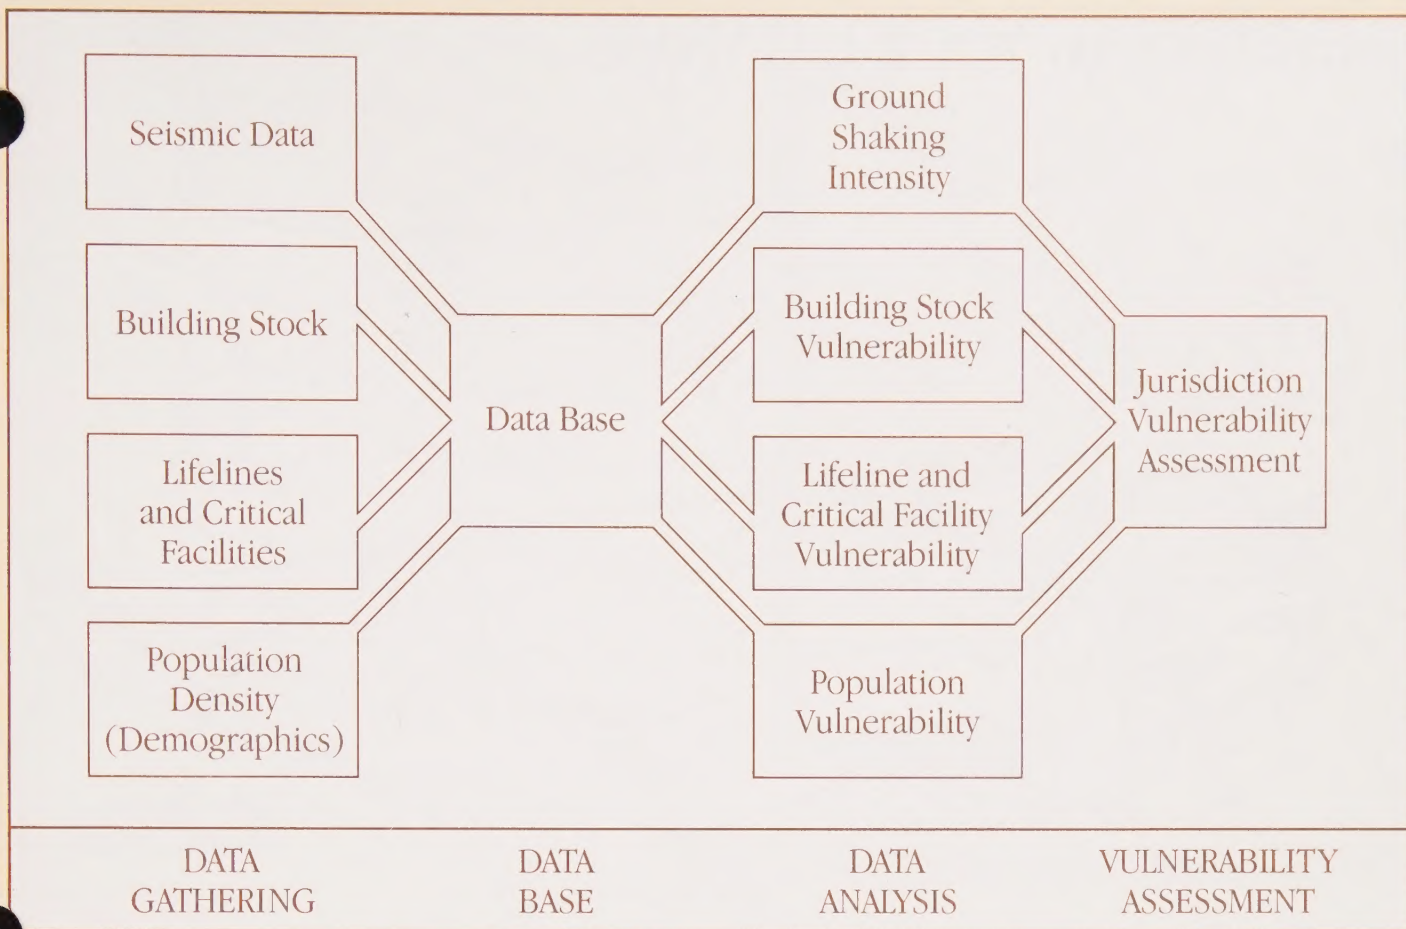 Seismic Data
Building Stock
Lifelines
and Critical
Facilities
Population
Density
(Demographics)
Data Base
Ground
Shaking
Intensity
Building Stock
Vulnerability
Lifeline and
Critical Facility
Vulnerability
Population
Vulnerability
Jurisdiction
Vulnerability
Assessment
DATA
GATHERING
DATA
BASE
DATA
ANALYSIS
VULNERABILITY
ASSESSMENT